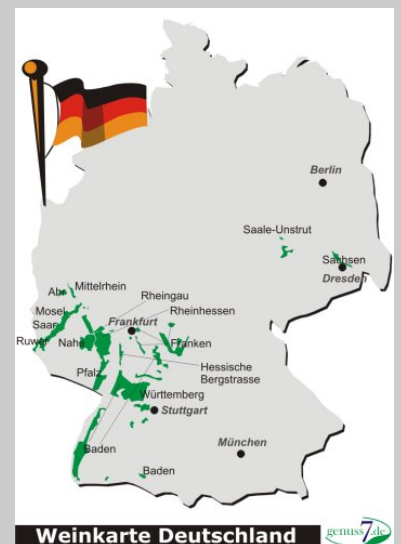 Berlin
Saale-Unstrut
Sachsen
Dresden
Ahr
Mittelrhein
Rheingau
Mosel
Saar
Ruwer
Rheinhessen
Frankfurt
Nahe
Franken
Pfalz
Hessische
Bergstrasse
Württemberg
Stuttgart
München
Baden
Baden
Weinkarte Deutschland
genuss7.de